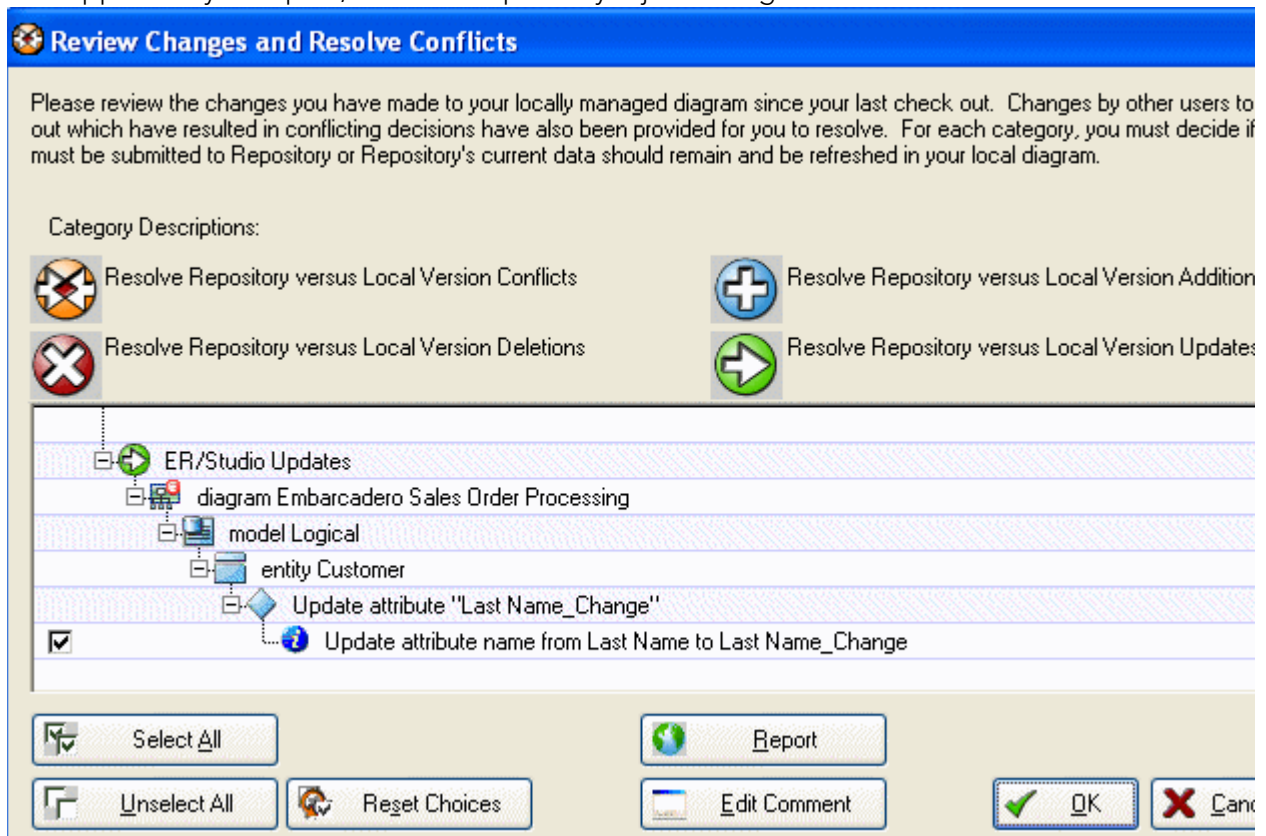 Review Changes and Resolve Conflicts
Please review the changes you have made to your locally managed diagram since your last check out. Changes by other users to
out which have resulted in conflicting decisions have also been provided for you to resolve. For each category, you must decide if
must be submitted to Repository or Repository's current data should remain and be refreshed in your local diagram.
Category Descriptions:
Resolve Repository versus Local Version Conflicts
Resolve Repository versus Local Version Addition
Resolve Repository versus Local Version Deletions
Resolve Repository versus Local Version Updates
ER/Studio Updates
diagram Embarcadero Sales Order Processing
model Logical
entity Customer
Update attribute "Last Name_Change"
Update attribute name from Last Name to Last Name_Change
Select All
Report
Unselect All
Reset Choices
Edit Comment
OK
Canc